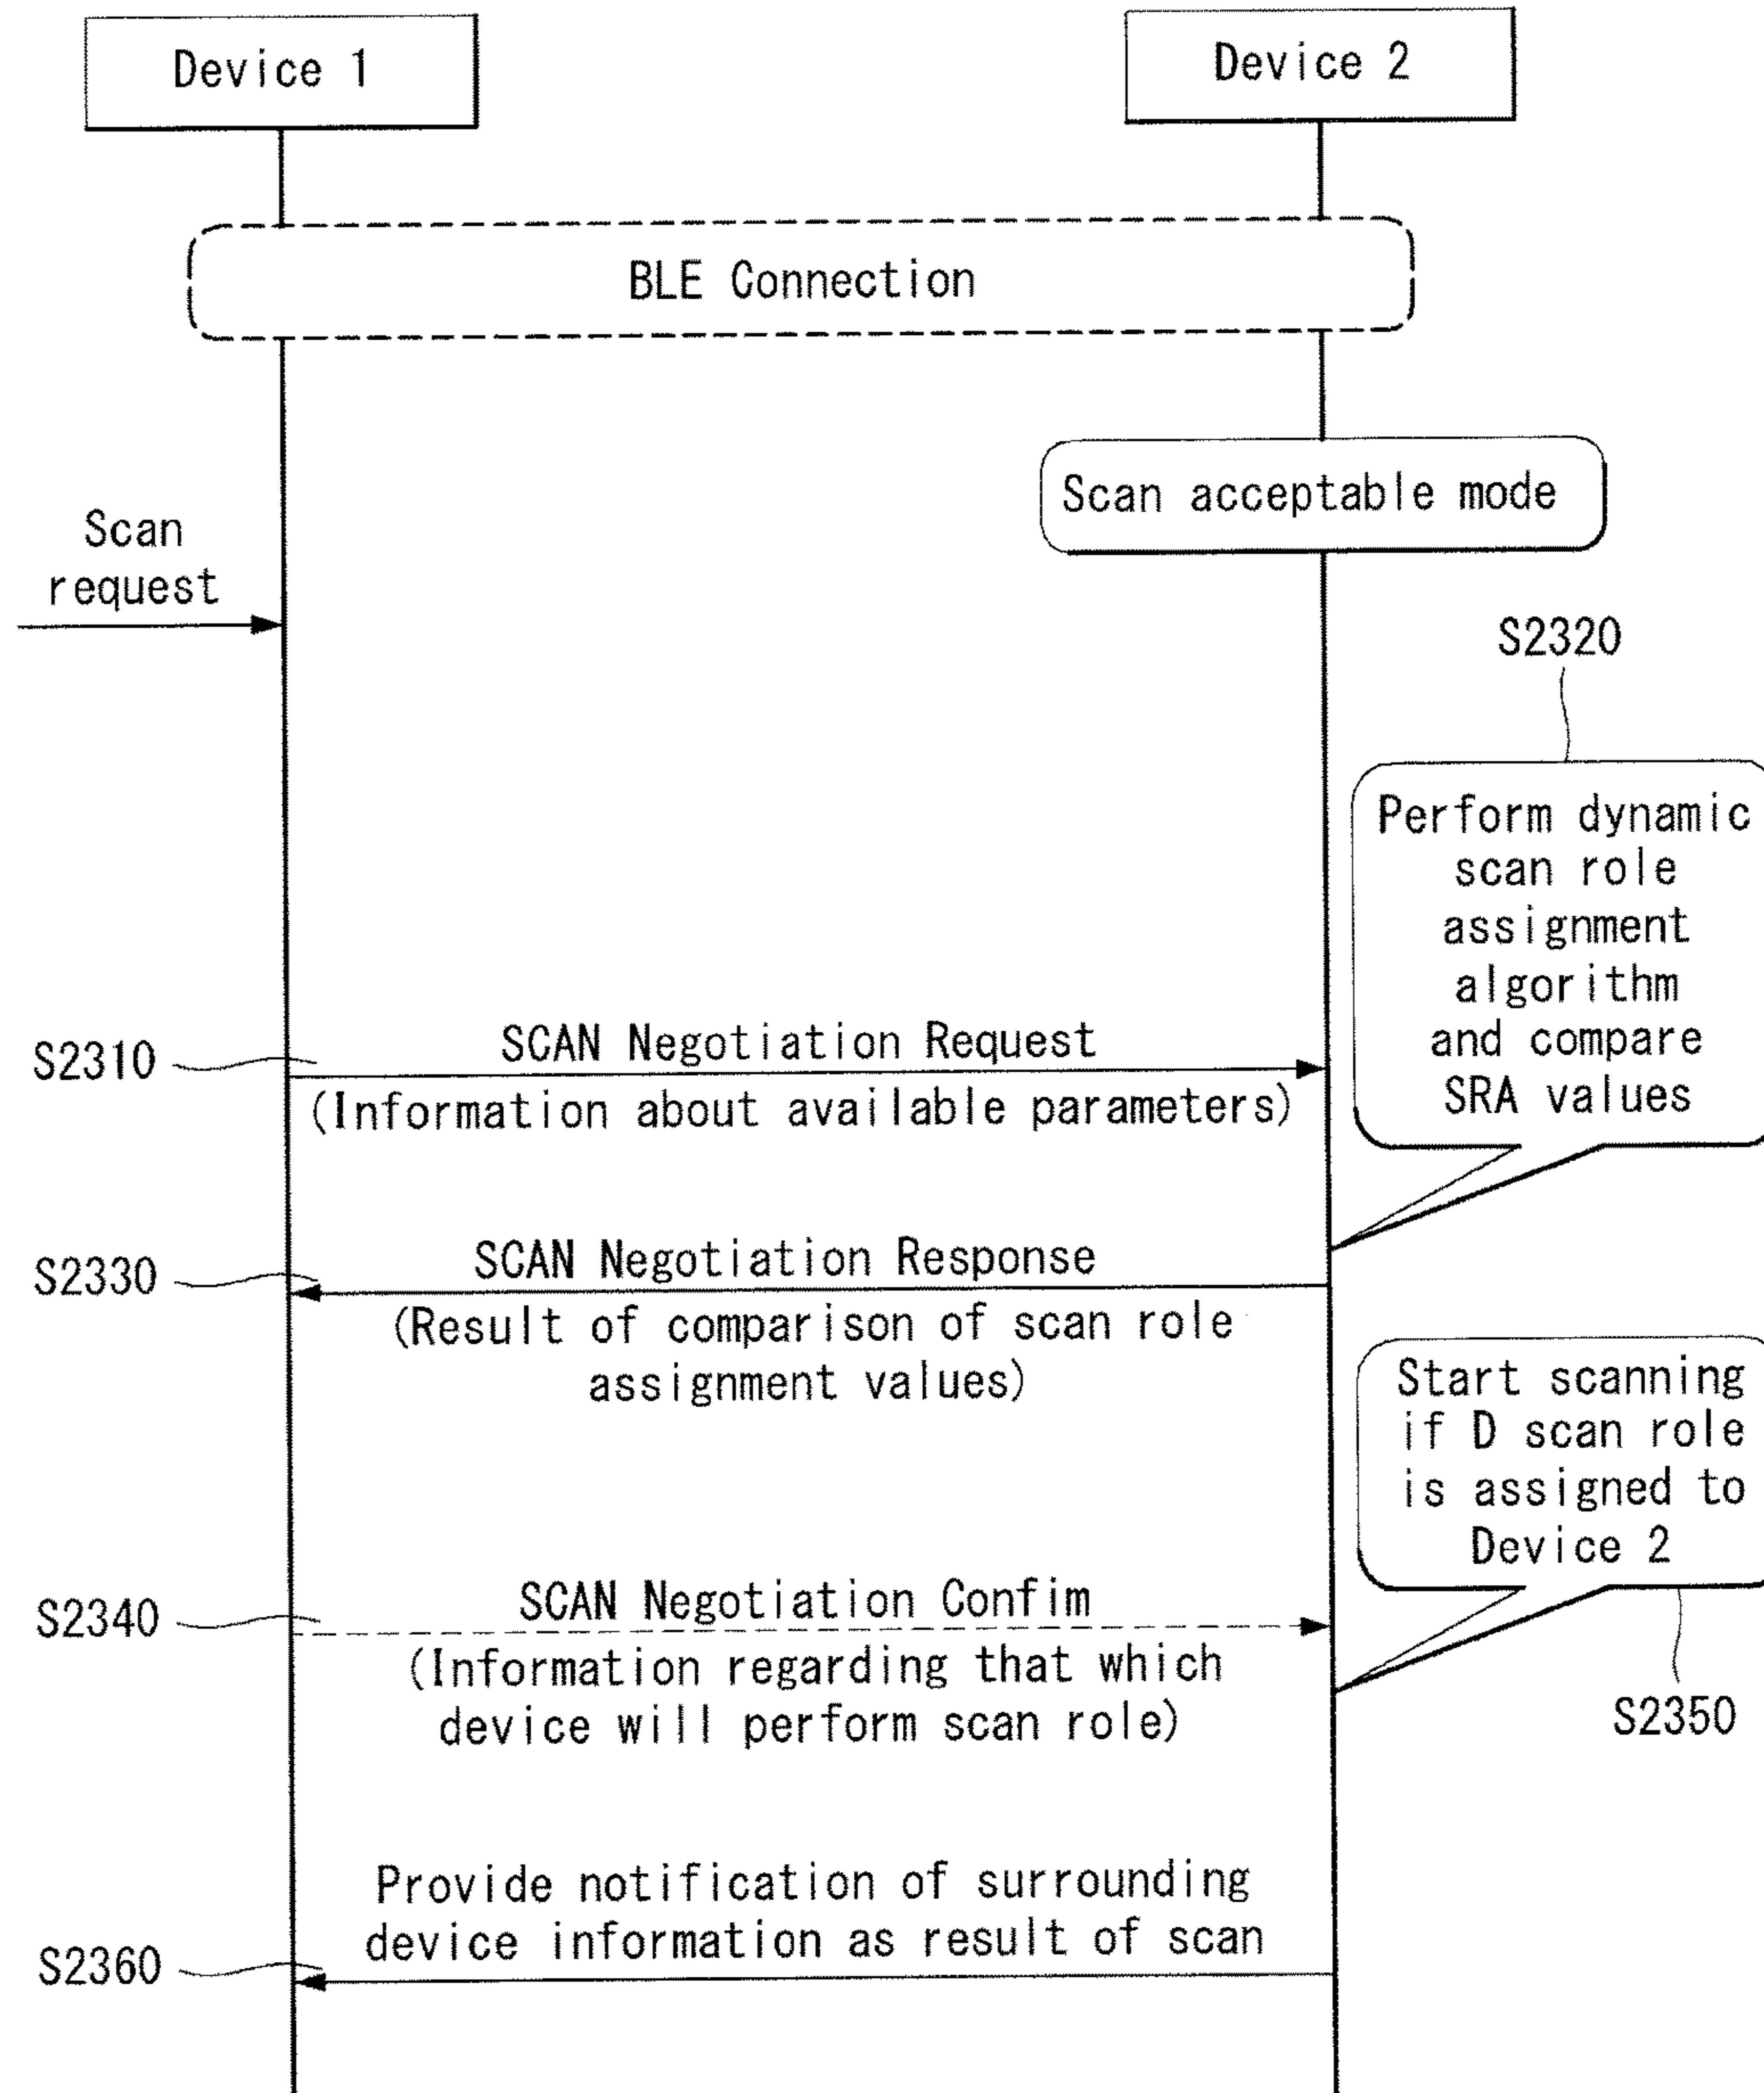 Device 1
Device 2
BLE Connection
Scan acceptable mode
Scan
request
S2320
Perform dynamic
scan role
assignment
algorithm
and compare
SRA values
S2310
SCAN Negotiation Request
(Information about available parameters)
S2330
SCAN Negotiation Response
(Result of comparison of scan role
assignment values)
Start scanning
if D scan role
is assigned to
Device 2
S2340
SCAN Negotiation Confim
(Information regarding that which
device will perform scan role)
S2350
Provide notification of surrounding
device information as result of scan
S2360